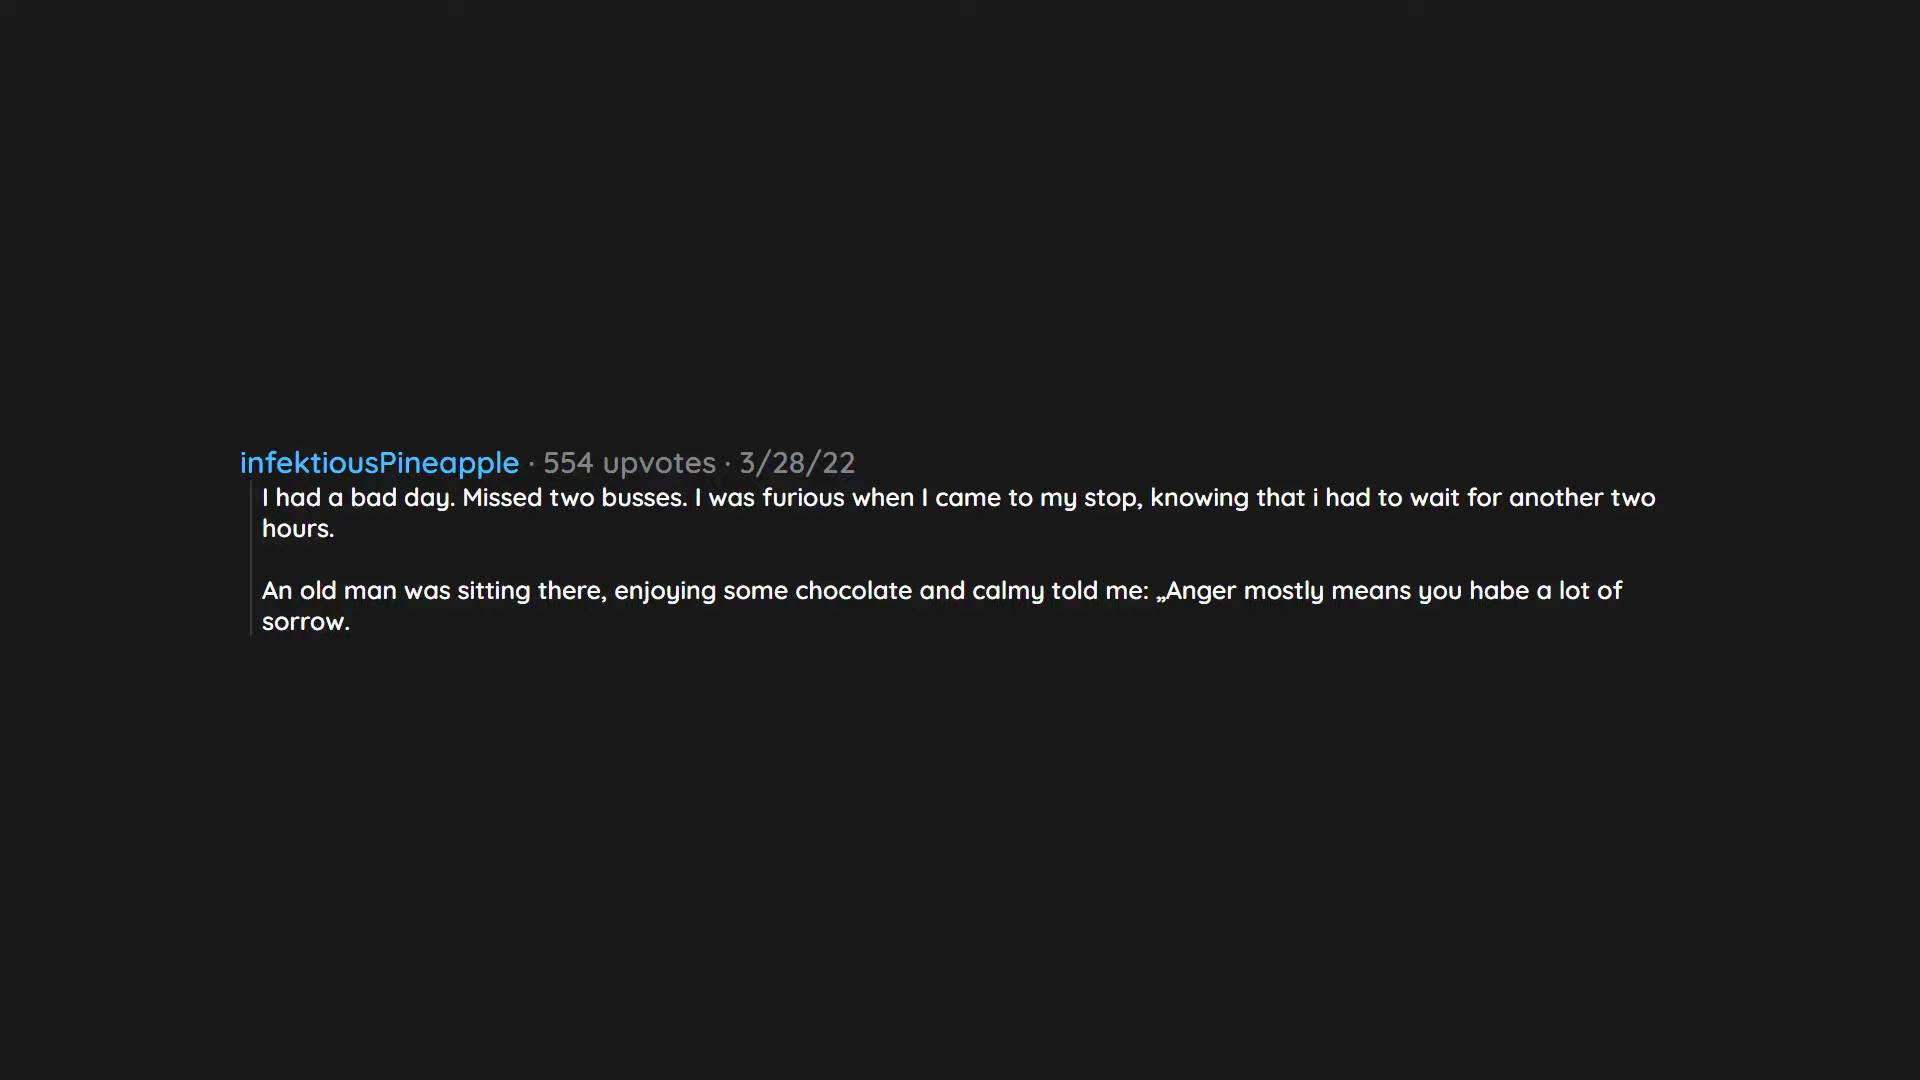 infektiousPineapple · 554 upvotes · 3/28/22
I had a bad day. Missed two busses. I was furious when I came to my stop, knowing that i had to wait for another two
hours.
An old man was sitting there, enjoying some chocolate and calmy told me: „Anger mostly means you habe a lot of
sorrow.